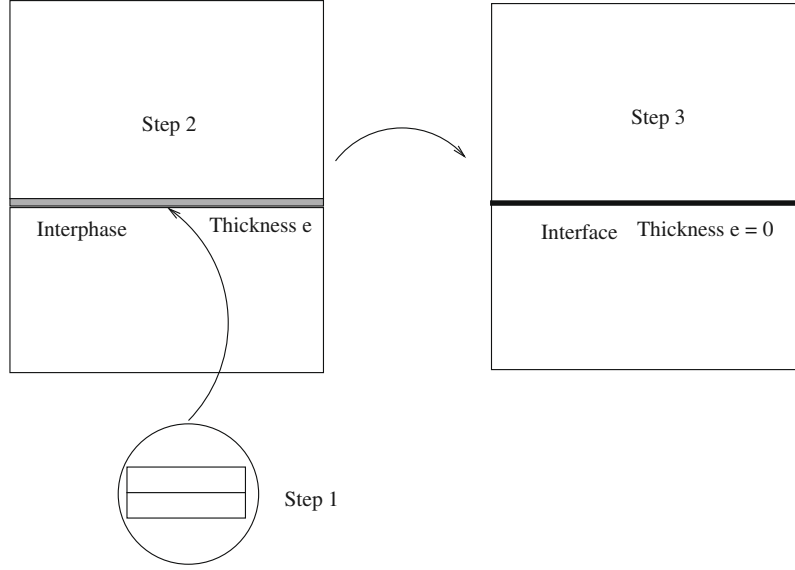 Step 2
Interphase
Thickness e
Step 1
Step 3
Interface
Thickness e = 0